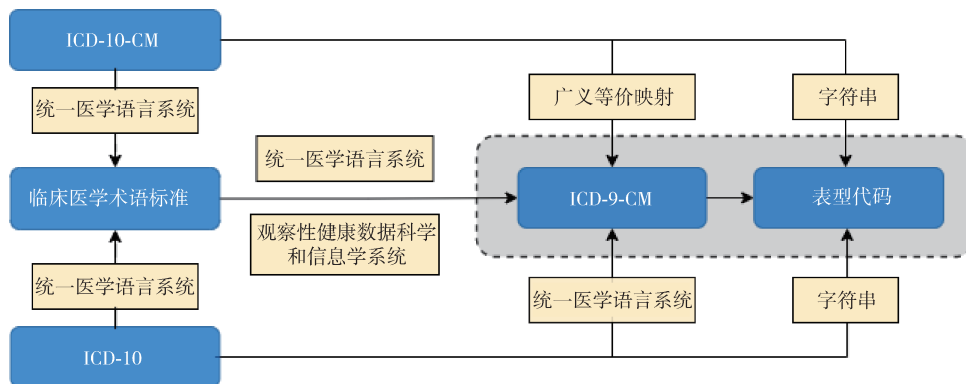 ICD-10-CM
统一医学语言系统
广义等价映射
字符串
统一医学语言系统
临床医学术语标准
ICD-9-CM
表型代码
观察性健康数据科学
和信息学系统
统一医学语言系统
统一医学语言系统
字符串
ICD-10